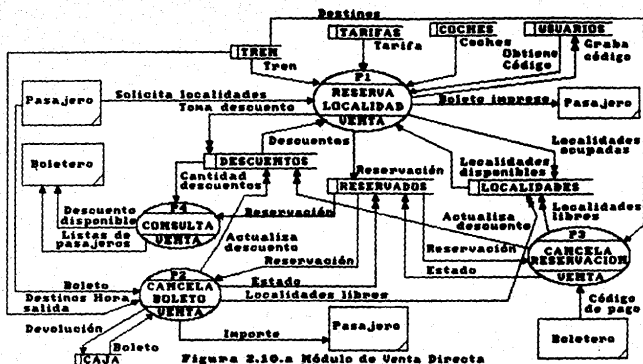 Destinos
TARIFAS
COCHES
USUARIOS
TREN
Tarifa
Coches
Obtiene
Código
Graba
código
Tren
P1
RESERVA
LOCALIDAD
VENTA
Pasajero
Solicita localidades
Toma descuento
Boleto impreso
Pasajero
Descuentos
Localidades
ocupadas
Boletero
DESCUENTOS
Cantidad
descuentos
Reservación
RESERVADOS
Localidades
disponibles
LOCALIDADES
P4
CONSULTA
VENTA
Reservación
Descuento
disponible
Listas de
pasajeros
Actualiza
descuento
Actualiza
descuento
Localidades
libres
P3
CANCELA
RESERVACION
VENTA
Reservación
Reservación
Estado
Estado
Boleto
Destinos Hora
salida
P2
CANCELA
BOLETO
VENTA
Localidades libres
Código
de pago
Devolución
Boleto
CAJA
Importe
Pasajero
Boletero
Figura 2.10.a Módulo de Venta Directa